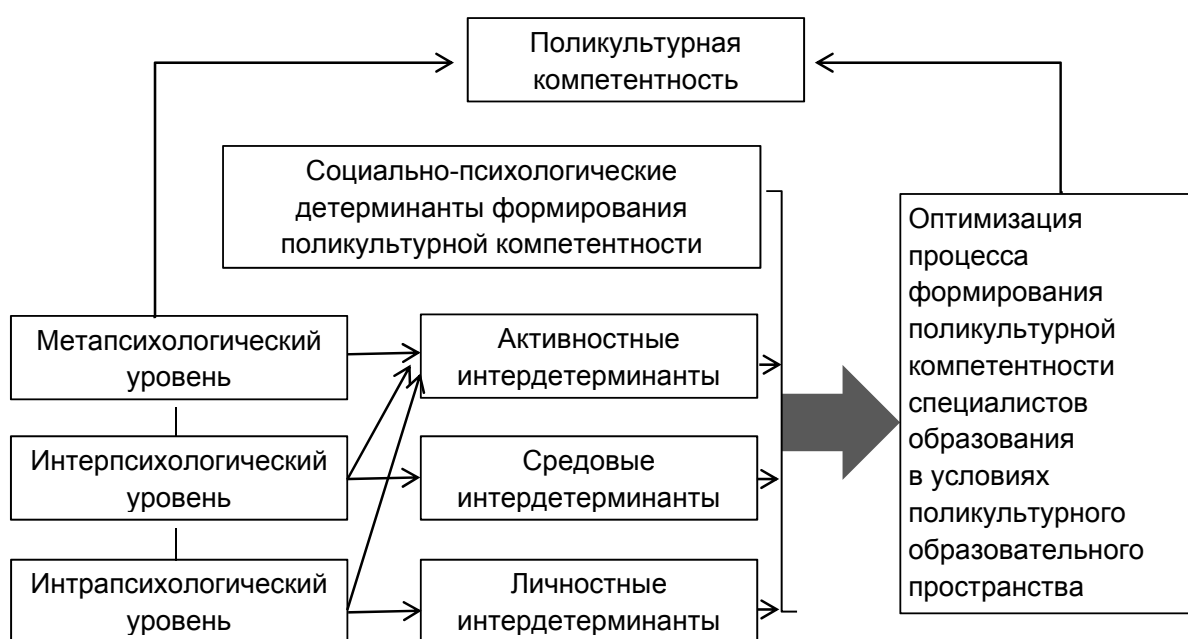 Поликультурная
компетентность
Социально-психологические
детерминанты формирования
поликультурной компетентности
Метапсихологический
уровень
Интерпсихологический
уровень
Интрапсихологический
уровень
Активностные
интердетерминанты
Средовые
интердетерминанты
Личностные
интердетерминанты
Оптимизация
процесса
формирования
поликультурной
компетентности
специалистов
образования
в условиях
поликультурного
образовательного
пространства